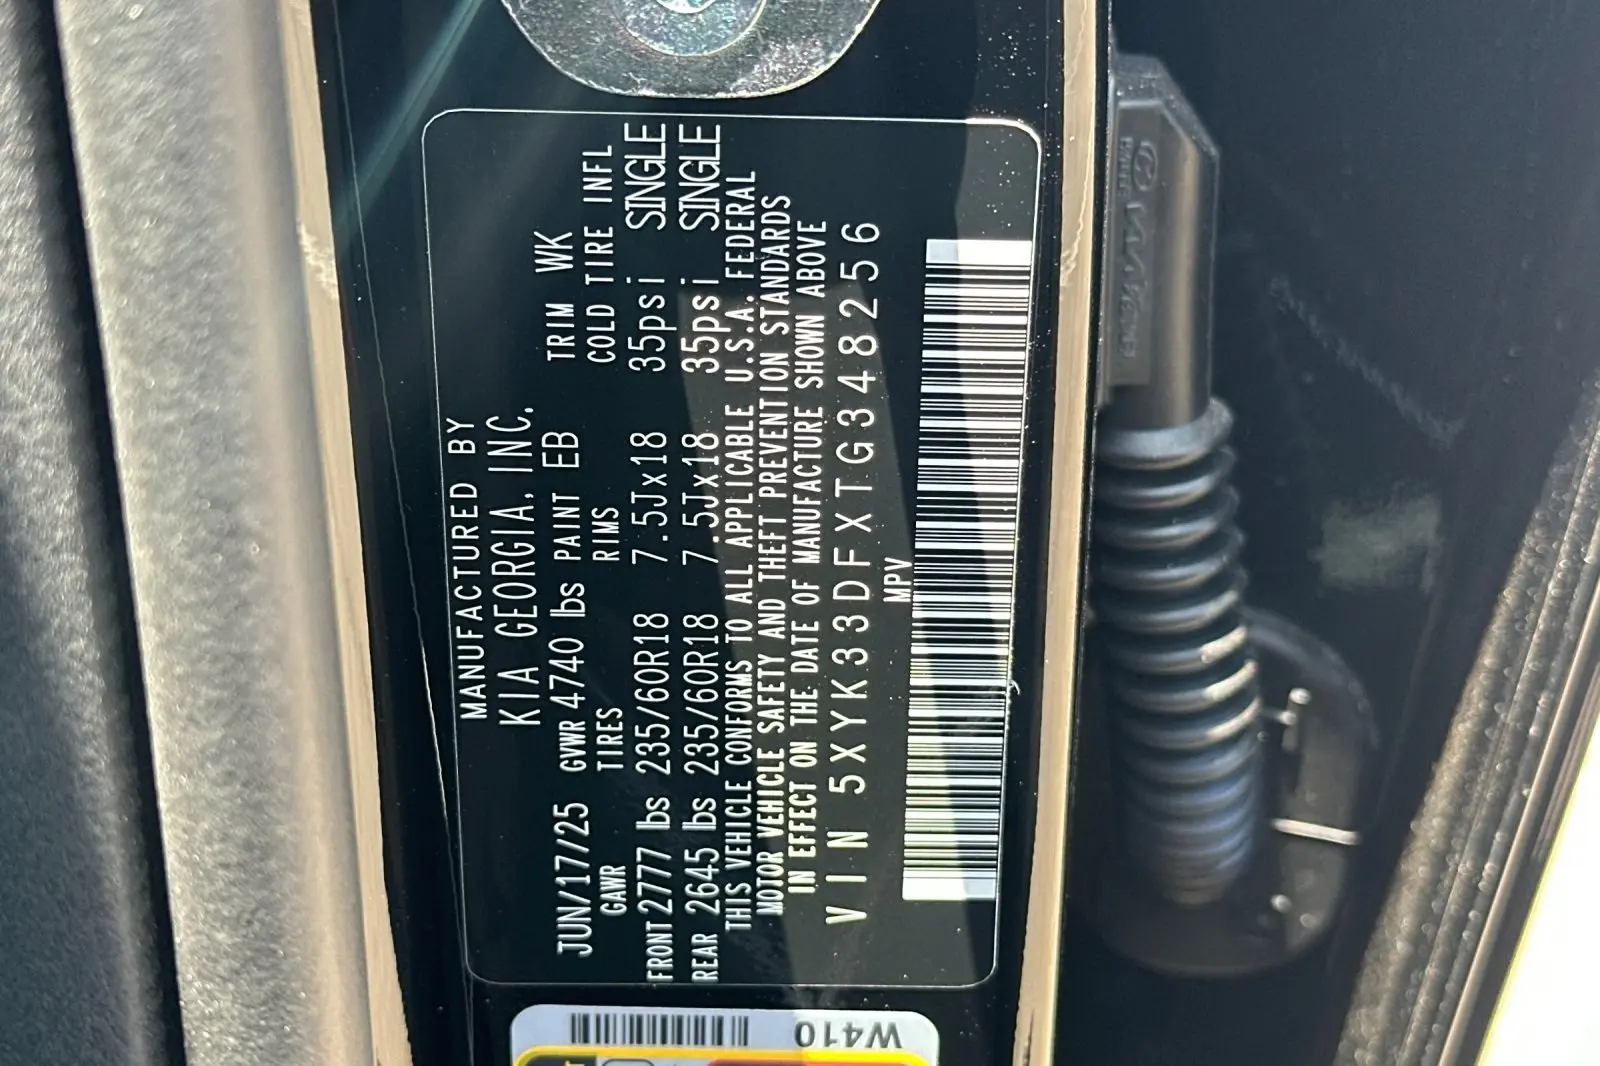 MANUFACTURED BY
KIA GEORGIA, INC.
JUN/17/25 GVWR 4740 lbs PAINT EB TRIM WK
GAWR TIRES RIMS COLD TIRE INFL
FRONT 2777 lbs 235/60R18 7.5Jx18 35psi SINGLE
REAR 2645 lbs 235/60R18 7.5Jx18 35psi SINGLE
THIS VEHICLE CONFORMS TO ALL APPLICABLE U.S.A. FEDERAL
MOTOR VEHICLE SAFETY AND THEFT PREVENTION STANDARDS
IN EFFECT ON THE DATE OF MANUFACTURE SHOWN ABOVE
VIN 5XYK33DFXTG348256
MPV
W410